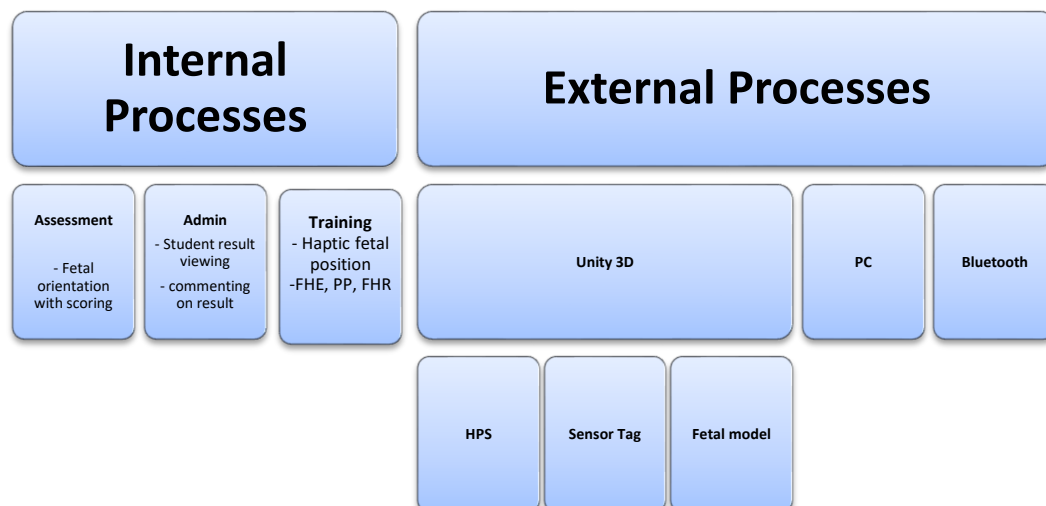 Internal
Processes
External Processes
Assessment
- Fetal
orientation
with scoring
Admin
- Student result
viewing
- commenting
on result
Training
- Haptic fetal
position
-FHE, PP, FHR
Unity 3D
PC
Bluetooth
HPS
Sensor Tag
Fetal model